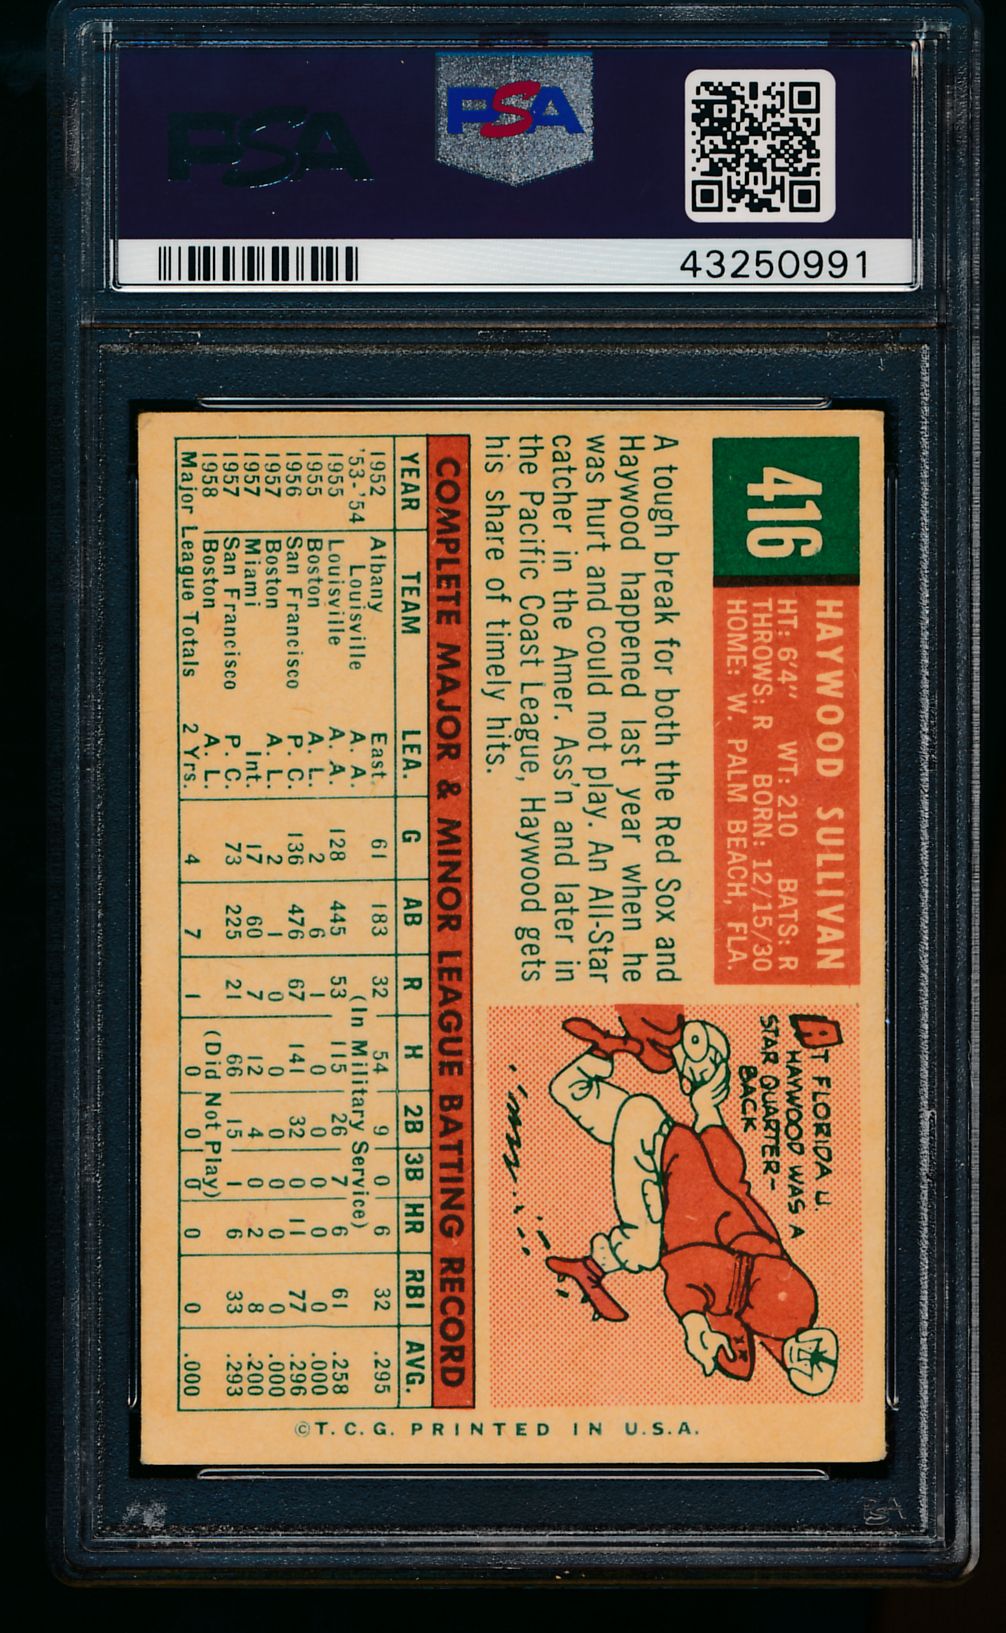 PSA
PSA
43250991
416
HAYWOOD SULLIVAN
HT: 6'4" WT: 210 BATS: R
THROWS: R BORN: 12/15/30
HOME: W. PALM BEACH, FLA.
A tough break for both the Red Sox and
Haywood happened last year when he
was hurt and could not play. An All-Star
catcher in the Amer. Ass'n and later in
the Pacific Coast League, Haywood gets
his share of timely hits.
AT FLORIDA U.
HAYWOOD WAS A
STAR QUARTER-
BACK
COMPLETE MAJOR & MINOR LEAGUE BATTING RECORD
YEAR TEAM LEA. G AB R H 2B 3B HR RBI AVG.
1952 Albany East. 61 183 32 54 9 0 6 32 .295
'53-'54 Louisville A. A. (In Military Service)
1955 Louisville A. A. 128 445 53 115 26 7 6 61 .258
1955 Boston A. L. 2 6 1 0 0 0 0 0 .000
1956 San Francisco P. C. 136 476 67 141 32 0 11 77 .296
1957 Boston A. L. 2 1 0 0 0 0 0 0 .000
1957 Miami Int. 17 60 7 12 4 0 2 8 .200
1957 San Francisco P. C. 73 225 21 66 15 1 6 33 .293
1958 Boston A. L. (Did Not Play)
Major League Totals 2 Yrs. 4 7 1 0 0 0 0 0 .000
©T.C.G. PRINTED IN U.S.A.
PSA